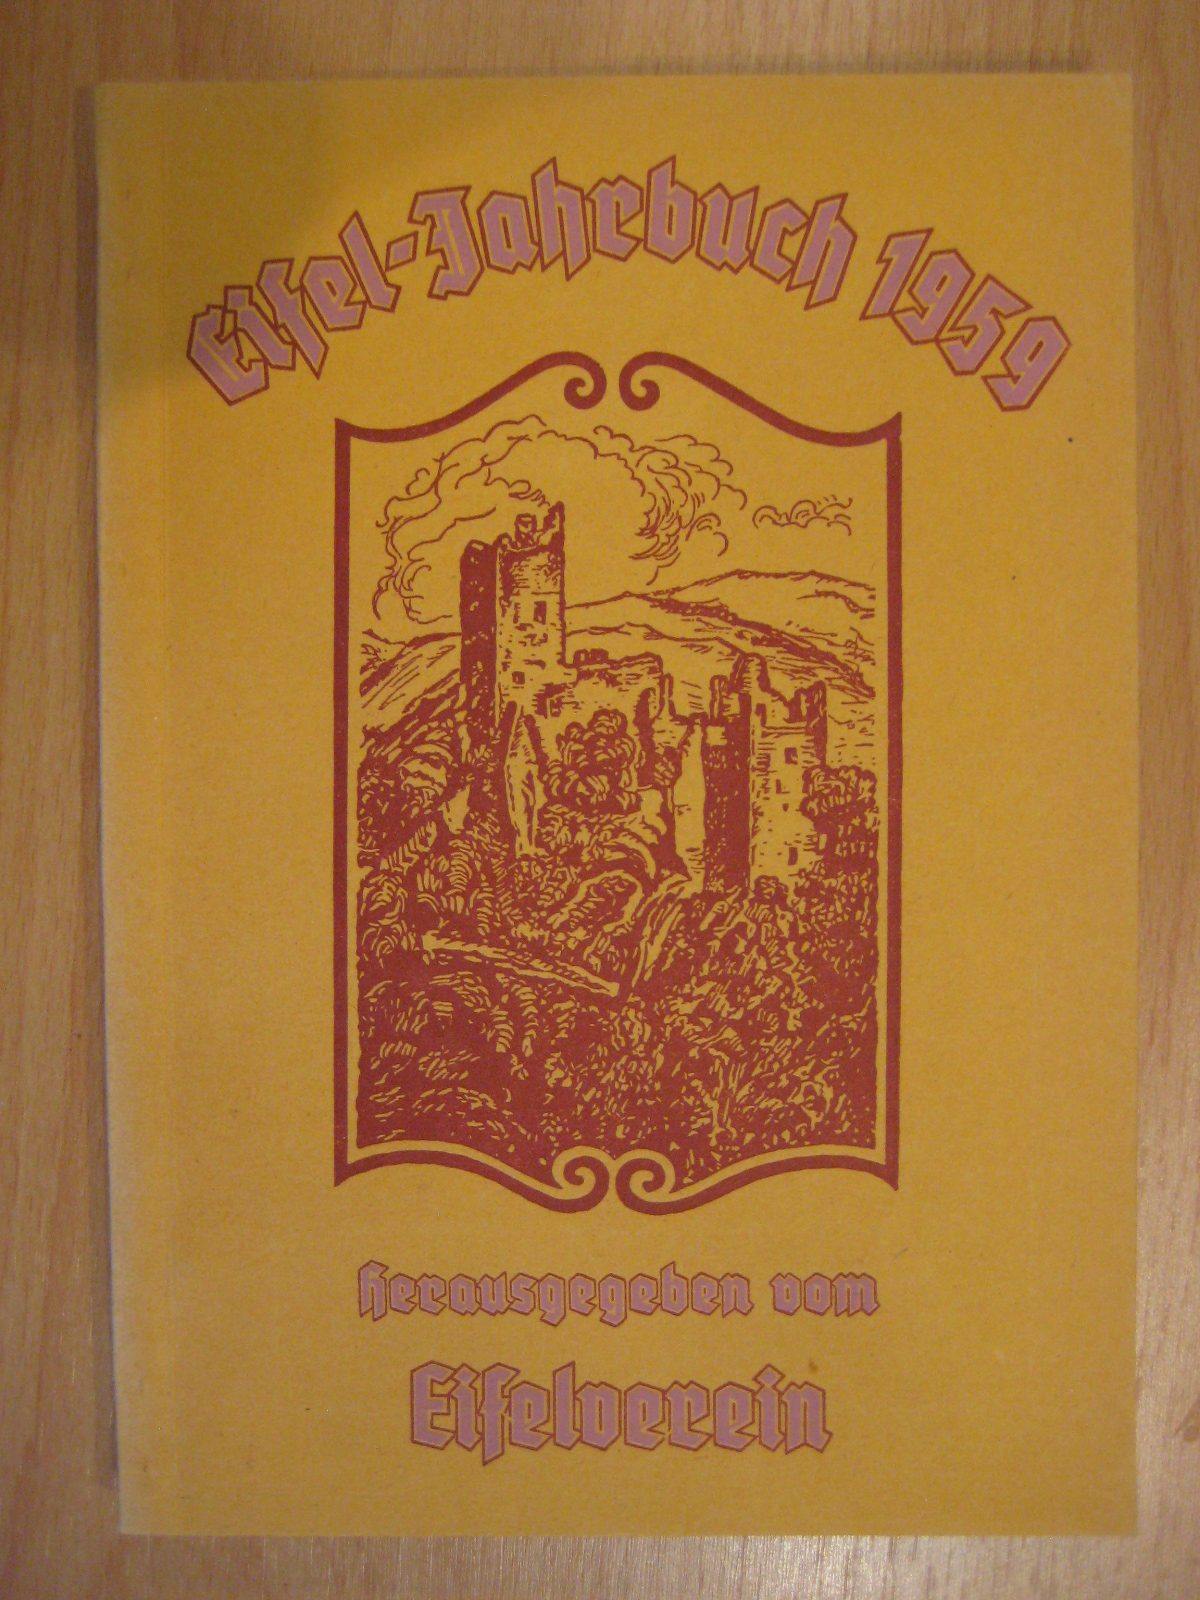 Eifel-Jahrbuch 1959
herausgegeben vom
Eifelverein